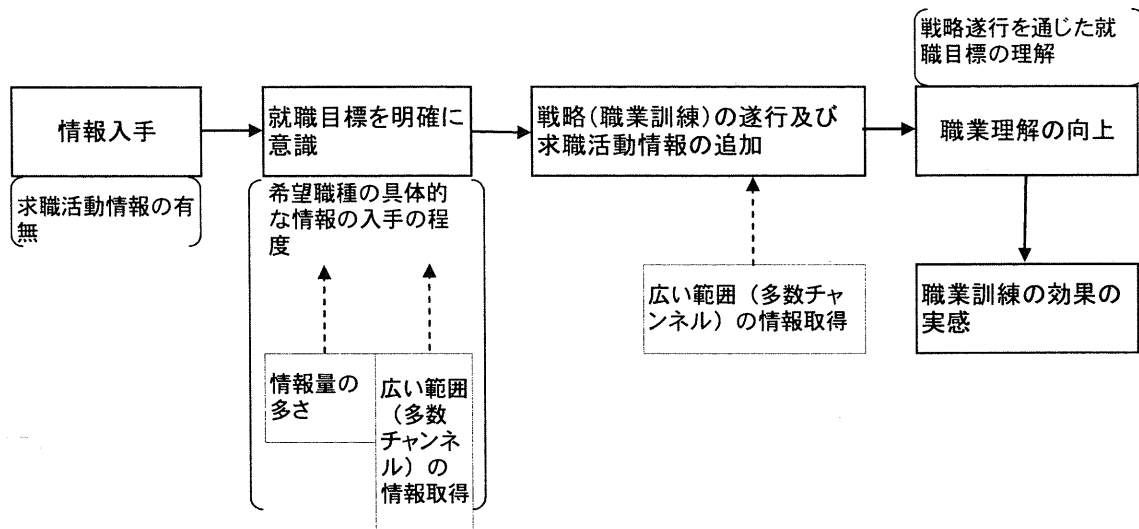 戦略遂行を通じた就
職目標の理解
情報入手
就職目標を明確に
意識
戦略(職業訓練)の遂行及び
求職活動情報の追加
職業理解の向上
求職活動情報の有
無
希望職種の具体的
な情報の入手の程
度
広い範囲（多数チャ
ンネル）の情報取得
職業訓練の効果の
実感
情報量の
多さ
広い範囲
（多数
チャンネ
ル）の
情報取得